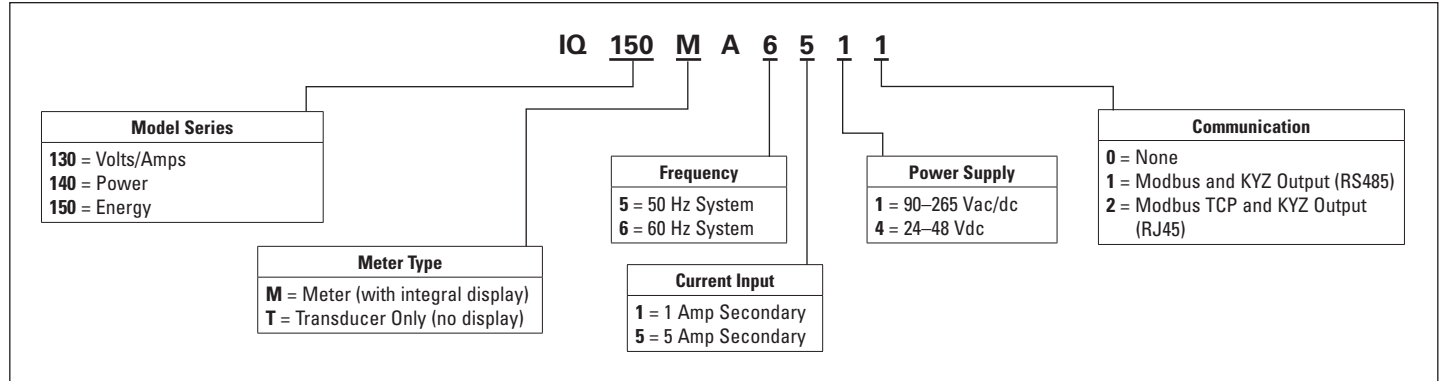 IQ 150 M A 6 5 1 1
Model Series
130 = Volts/Amps
140 = Power
150 = Energy
Meter Type
M = Meter (with integral display)
T = Transducer Only (no display)
Frequency
5 = 50 Hz System
6 = 60 Hz System
Current Input
1 = 1 Amp Secondary
5 = 5 Amp Secondary
Power Supply
1 = 90–265 Vac/dc
4 = 24–48 Vdc
Communication
0 = None
1 = Modbus and KYZ Output (RS485)
2 = Modbus TCP and KYZ Output
(RJ45)